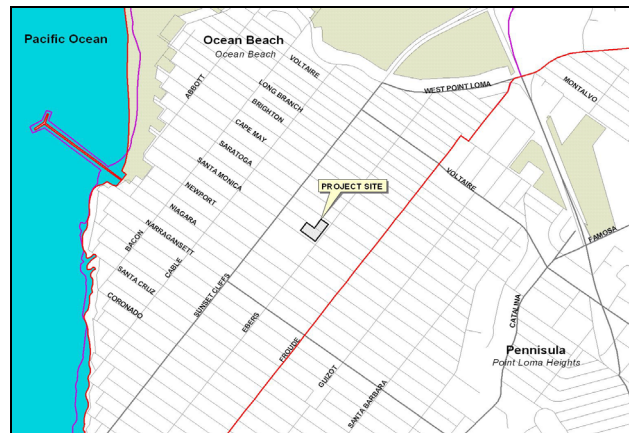 Pacific Ocean
Ocean Beach
Ocean Beach
VOLTAIRE
ABBOTT
LONG BRANCH
BRIGHTON
CAPE MAY
SARATOGA
SANTA MONICA
NEWPORT
NIAGARA
NARRAGANSETT
BACON
CABLE
SANTA CRUZ
CORONADO
SUNSET CLIFFS
EBERS
FROUDE
GUIZOT
SANTA BARBARA
PROJECT SITE
WEST POINT LOMA
MONTALVO
VOLTAIRE
FAMOSA
CATALINA
Pennisula
Point Loma Heights